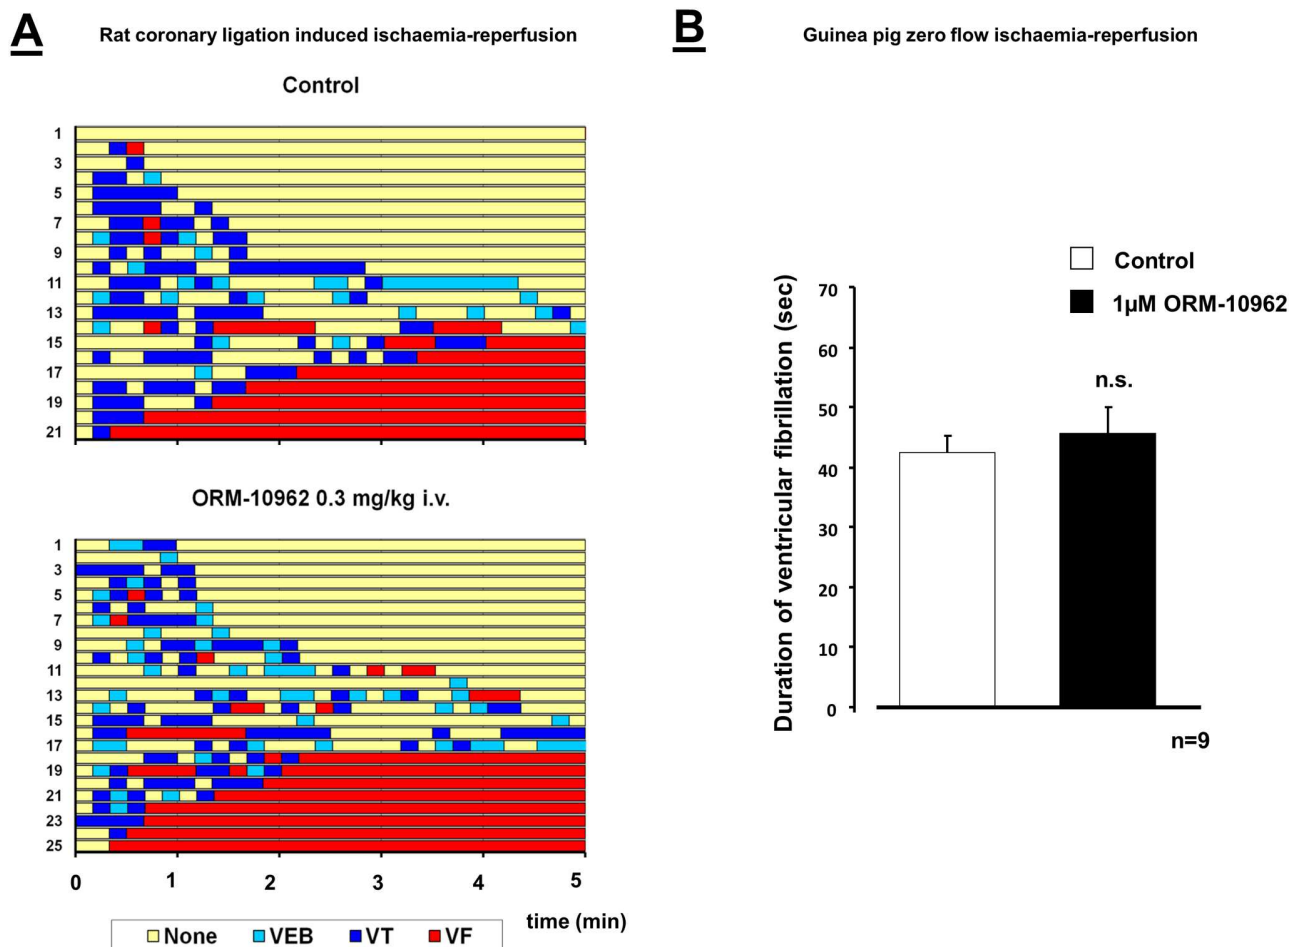 A
Rat coronary ligation induced ischaemia-reperfusion
Control
1
3
5
7
9
11
13
15
17
19
21
ORM-10962 0.3 mg/kg i.v.
1
3
5
7
9
11
13
15
17
19
21
23
25
0 1 2 3 4 5
time (min)
None VEB VT VF
B
Guinea pig zero flow ischaemia-reperfusion
Control
1µM ORM-10962
Duration of ventricular fibrillation (sec)
70
60
50
40
30
20
10
0
n.s.
n=9